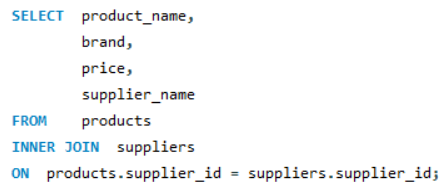 SELECT product_name,
brand,
price,
supplier_name
FROM products
INNER JOIN suppliers
ON products.supplier_id = suppliers.supplier_id;